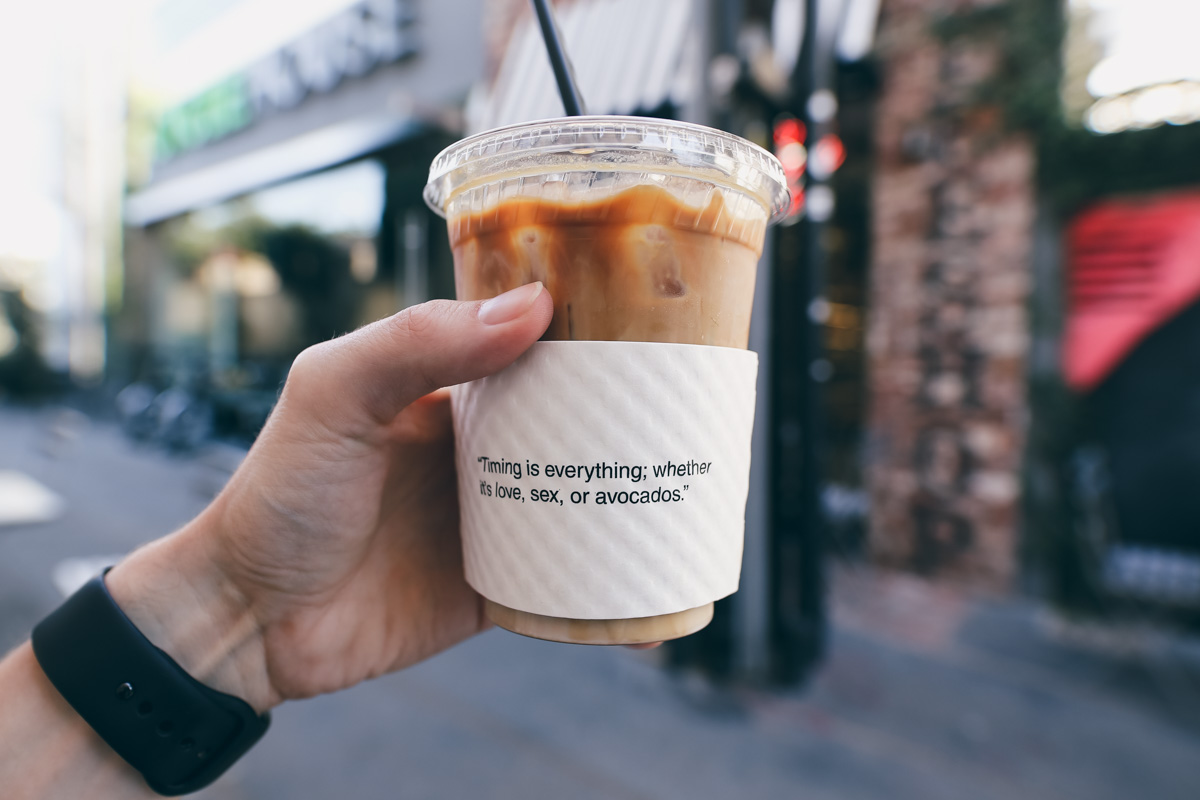 “Timing is everything; whether
it’s love, sex, or avocados.”